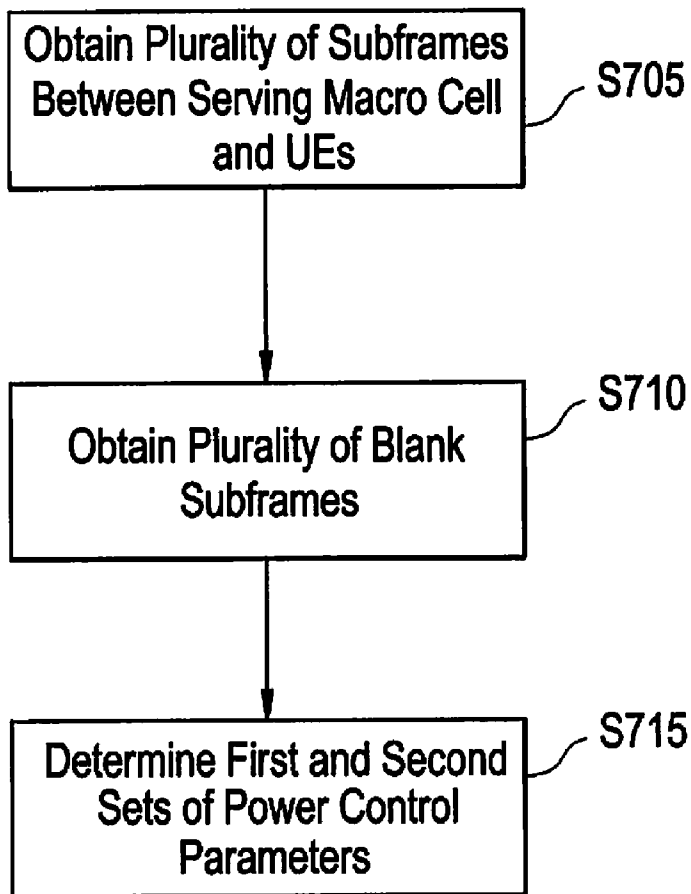 Obtain Plurality of Subframes
Between Serving Macro Cell
and UEs
S705
S710
Obtain Plurality of Blank
Subframes
S715
Determine First and Second
Sets of Power Control
Parameters